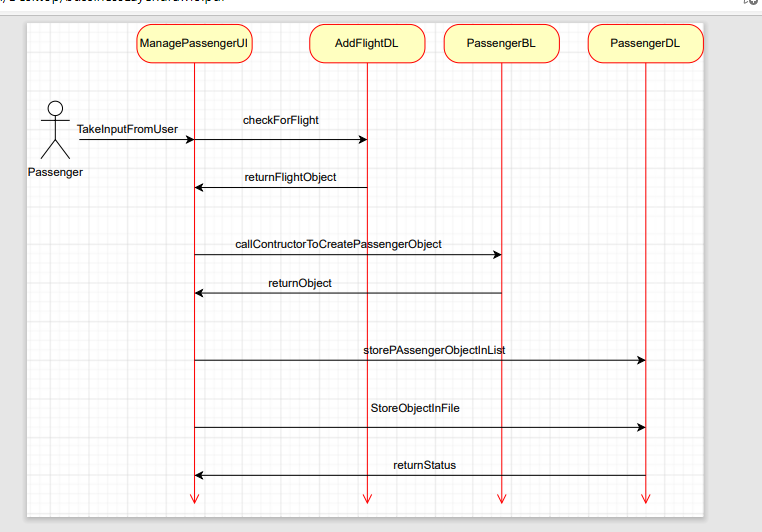 ManagePassengerUI
AddFlightDL
PassengerBL
PassengerDL
checkForFlight
TakeInputFromUser
Passenger
returnFlightObject
callContructorToCreatePassengerObject
returnObject
storePAssengerObjectInList
StoreObjectInFile
returnStatus